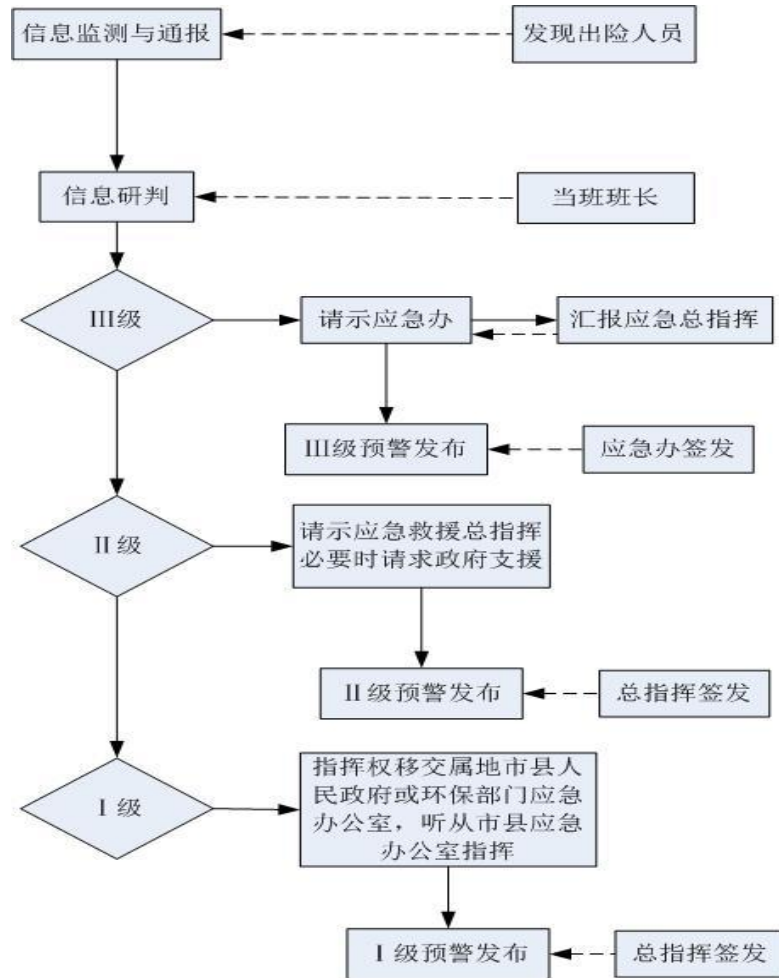 信息监测与通报
发现出险人员
信息研判
当班班长
III级
请示应急办
汇报应急总指挥
III级预警发布
应急办签发
II级
请示应急救援总指挥
必要时请求政府支援
II级预警发布
总指挥签发
I级
指挥权移交属地市县人
民政府或环保部门应急
办公室，听从市县应急
办公室指挥
I级预警发布
总指挥签发